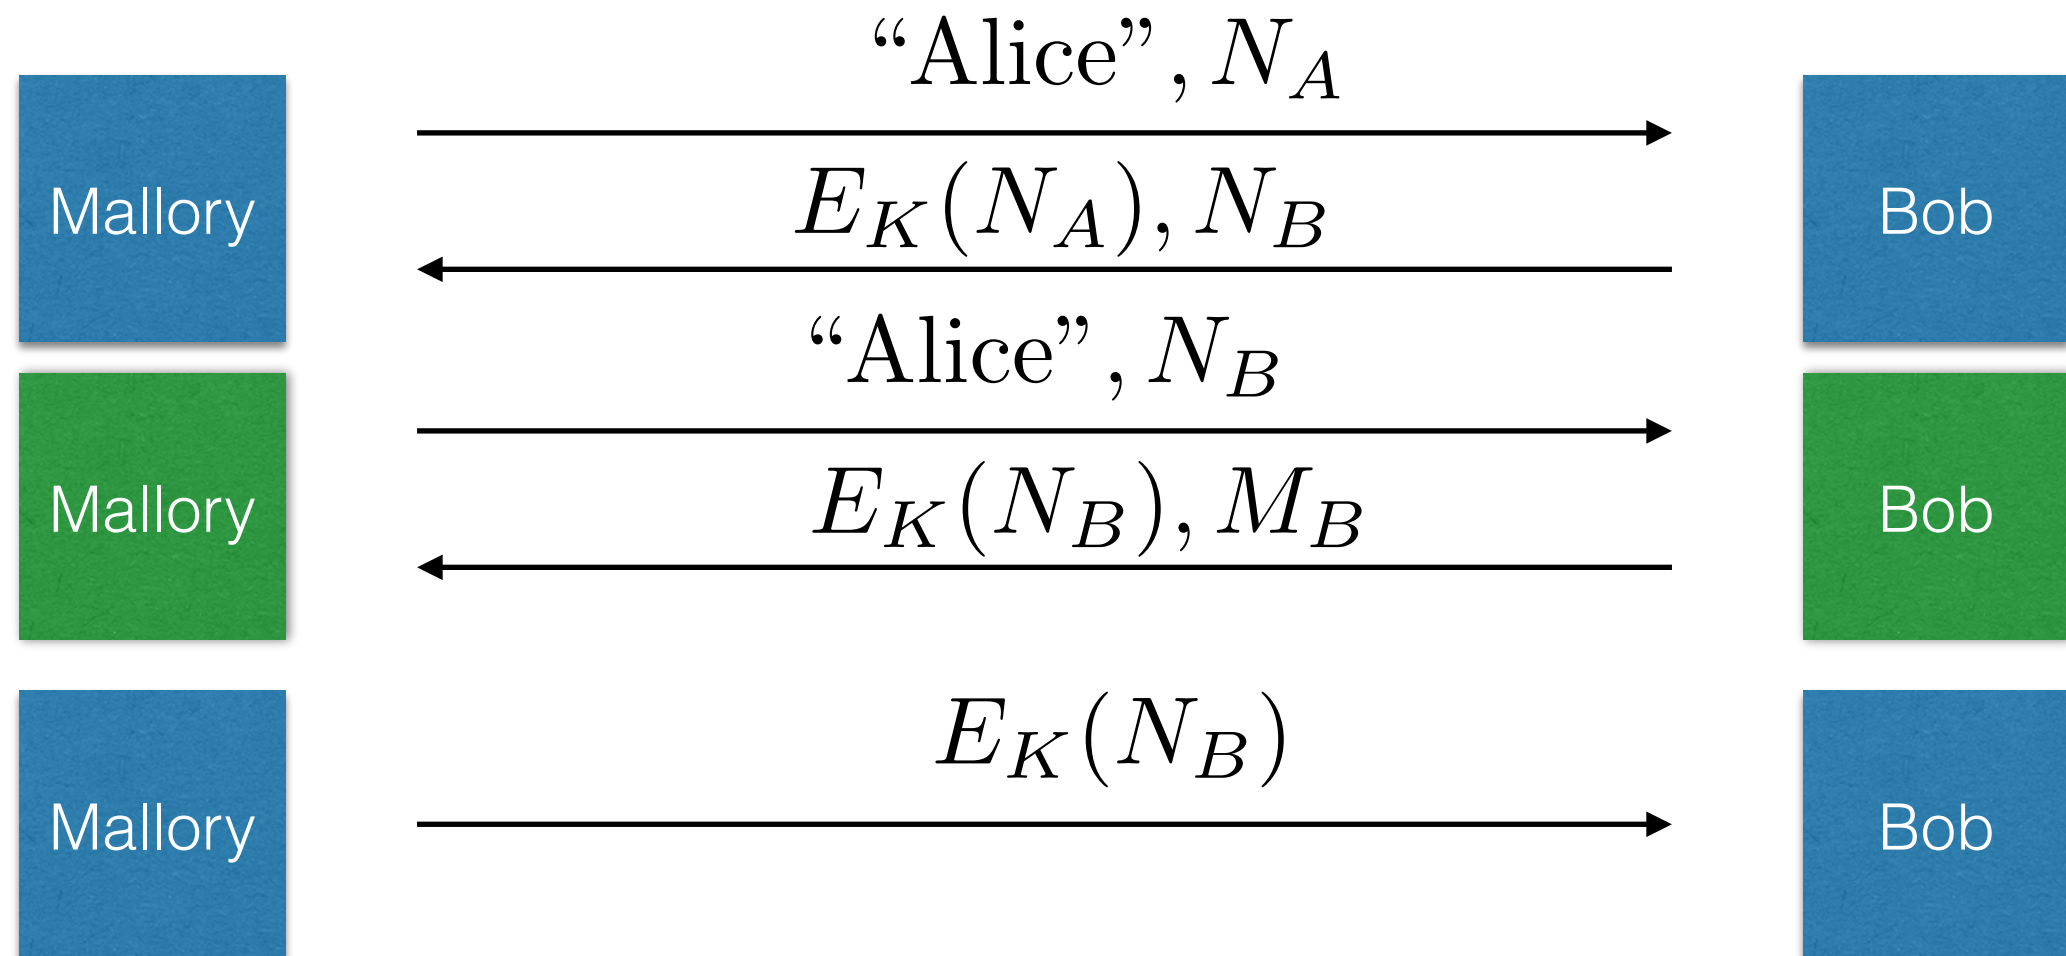 “Alice”, N_A
Mallory
Bob
E_K(N_A), N_B
“Alice”, N_B
Mallory
Bob
E_K(N_B), M_B
E_K(N_B)
Mallory
Bob